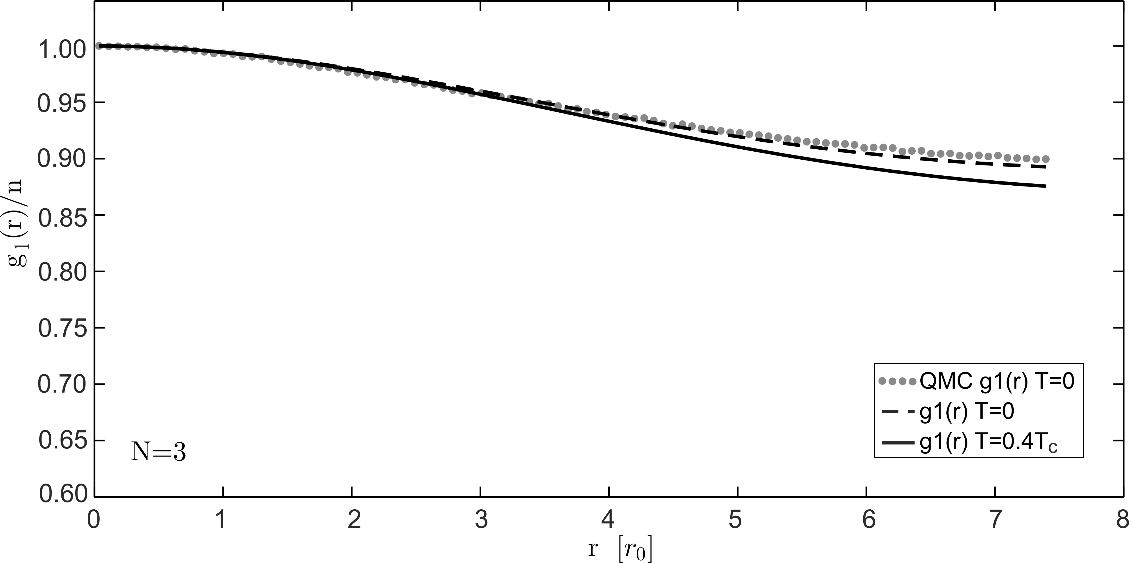 1.00
0.95
0.90
0.85
0.80
0.75
0.70
0.65
0.60
g1(r)/n
N=3
QMC g1(r) T=0
g1(r) T=0
g1(r) T=0.4Tc
0 1 2 3 4 5 6 7 8
r [r0]